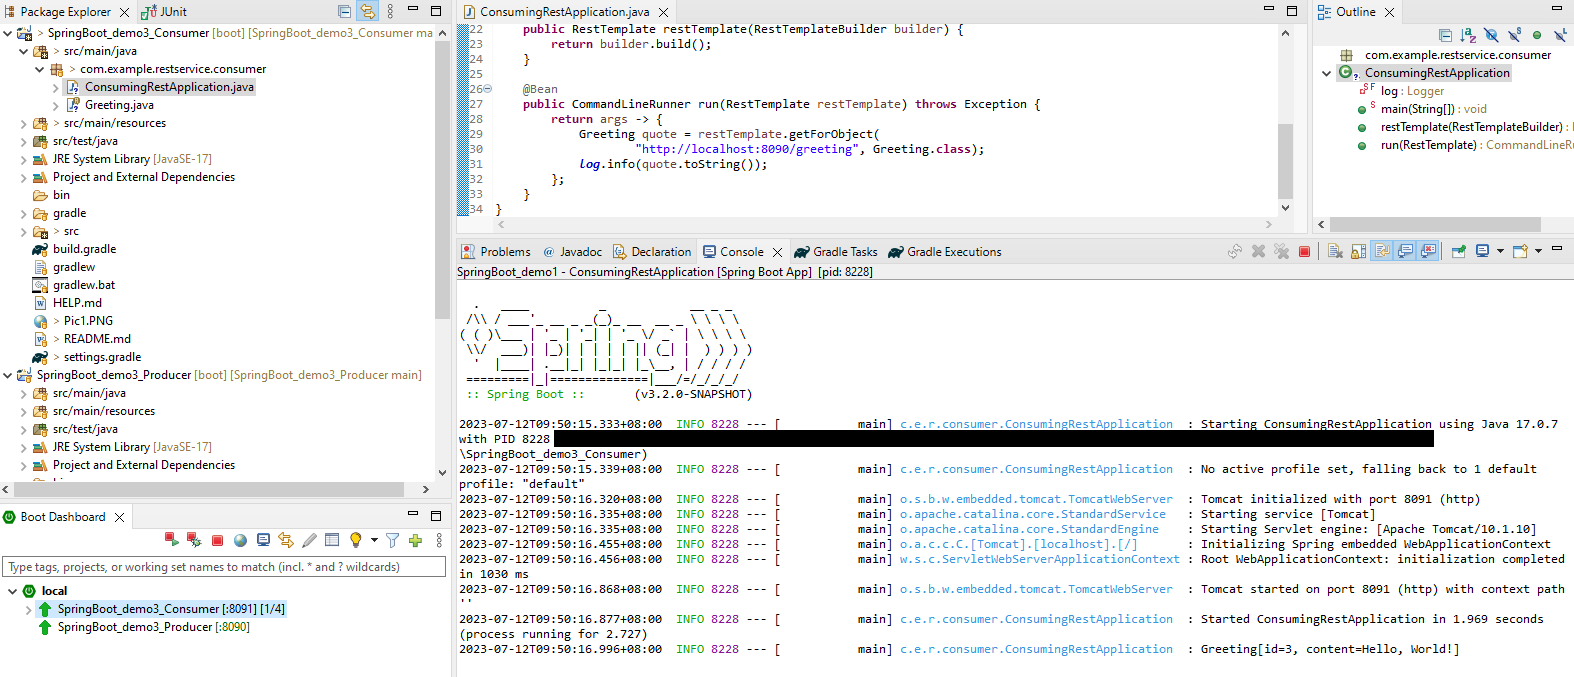 Package Explorer
JUnit
SpringBoot_demo3_Consumer [boot] [SpringBoot_demo3_Consumer ma
> src/main/java
> com.example.restservice.consumer
> ConsumingRestApplication.java
> Greeting.java
> src/main/resources
src/test/java
JRE System Library [JavaSE-17]
Project and External Dependencies
bin
gradle
> src
build.gradle
gradlew
gradlew.bat
HELP.md
> Pic1.PNG
> README.md
> settings.gradle
SpringBoot_demo3_Producer [boot] [SpringBoot_demo3_Producer main]
src/main/java
src/main/resources
src/test/java
JRE System Library [JavaSE-17]
Project and External Dependencies
Boot Dashboard
Type tags, projects, or working set names to match (incl. * and ? wildcards)
local
SpringBoot_demo3_Consumer [:8091] [1/4]
SpringBoot_demo3_Producer [:8090]
ConsumingRestApplication.java
22 public RestTemplate restTemplate(RestTemplateBuilder builder) {
23 return builder.build();
24 }
25
26 @Bean
27 public CommandLineRunner run(RestTemplate restTemplate) throws Exception {
28 return args -> {
29 Greeting quote = restTemplate.getForObject(
30 "http://localhost:8090/greeting", Greeting.class);
31 log.info(quote.toString());
32 };
33 }
34 }
Outline
com.example.restservice.consumer
ConsumingRestApplication
log : Logger
main(String[]) : void
restTemplate(RestTemplateBuilder) :
run(RestTemplate) : CommandLineRu
Problems
Javadoc
Declaration
Console
Gradle Tasks
Gradle Executions
SpringBoot_demo1 - ConsumingRestApplication [Spring Boot App] [pid: 8228]
Spring
:: Spring Boot :: (v3.2.0-SNAPSHOT)
2023-07-12T09:50:15.333+08:00 INFO 8228 --- [ main] c.e.r.consumer.ConsumingRestApplication : Starting ConsumingRestApplication using Java 17.0.7
with PID 8228
\SpringBoot_demo3_Consumer)
2023-07-12T09:50:15.339+08:00 INFO 8228 --- [ main] c.e.r.consumer.ConsumingRestApplication : No active profile set, falling back to 1 default
profile: "default"
2023-07-12T09:50:16.320+08:00 INFO 8228 --- [ main] o.s.b.w.embedded.tomcat.TomcatWebServer : Tomcat initialized with port 8091 (http)
2023-07-12T09:50:16.335+08:00 INFO 8228 --- [ main] o.apache.catalina.core.StandardService : Starting service [Tomcat]
2023-07-12T09:50:16.335+08:00 INFO 8228 --- [ main] o.apache.catalina.core.StandardEngine : Starting Servlet engine: [Apache Tomcat/10.1.10]
2023-07-12T09:50:16.455+08:00 INFO 8228 --- [ main] o.a.c.c.C.[Tomcat].[localhost].[/] : Initializing Spring embedded WebApplicationContext
2023-07-12T09:50:16.456+08:00 INFO 8228 --- [ main] w.s.c.ServletWebServerApplicationContext : Root WebApplicationContext: initialization completed
in 1030 ms
2023-07-12T09:50:16.868+08:00 INFO 8228 --- [ main] o.s.b.w.embedded.tomcat.TomcatWebServer : Tomcat started on port 8091 (http) with context path
''
2023-07-12T09:50:16.877+08:00 INFO 8228 --- [ main] c.e.r.consumer.ConsumingRestApplication : Started ConsumingRestApplication in 1.969 seconds
(process running for 2.727)
2023-07-12T09:50:16.996+08:00 INFO 8228 --- [ main] c.e.r.consumer.ConsumingRestApplication : Greeting[id=3, content=Hello, World!]